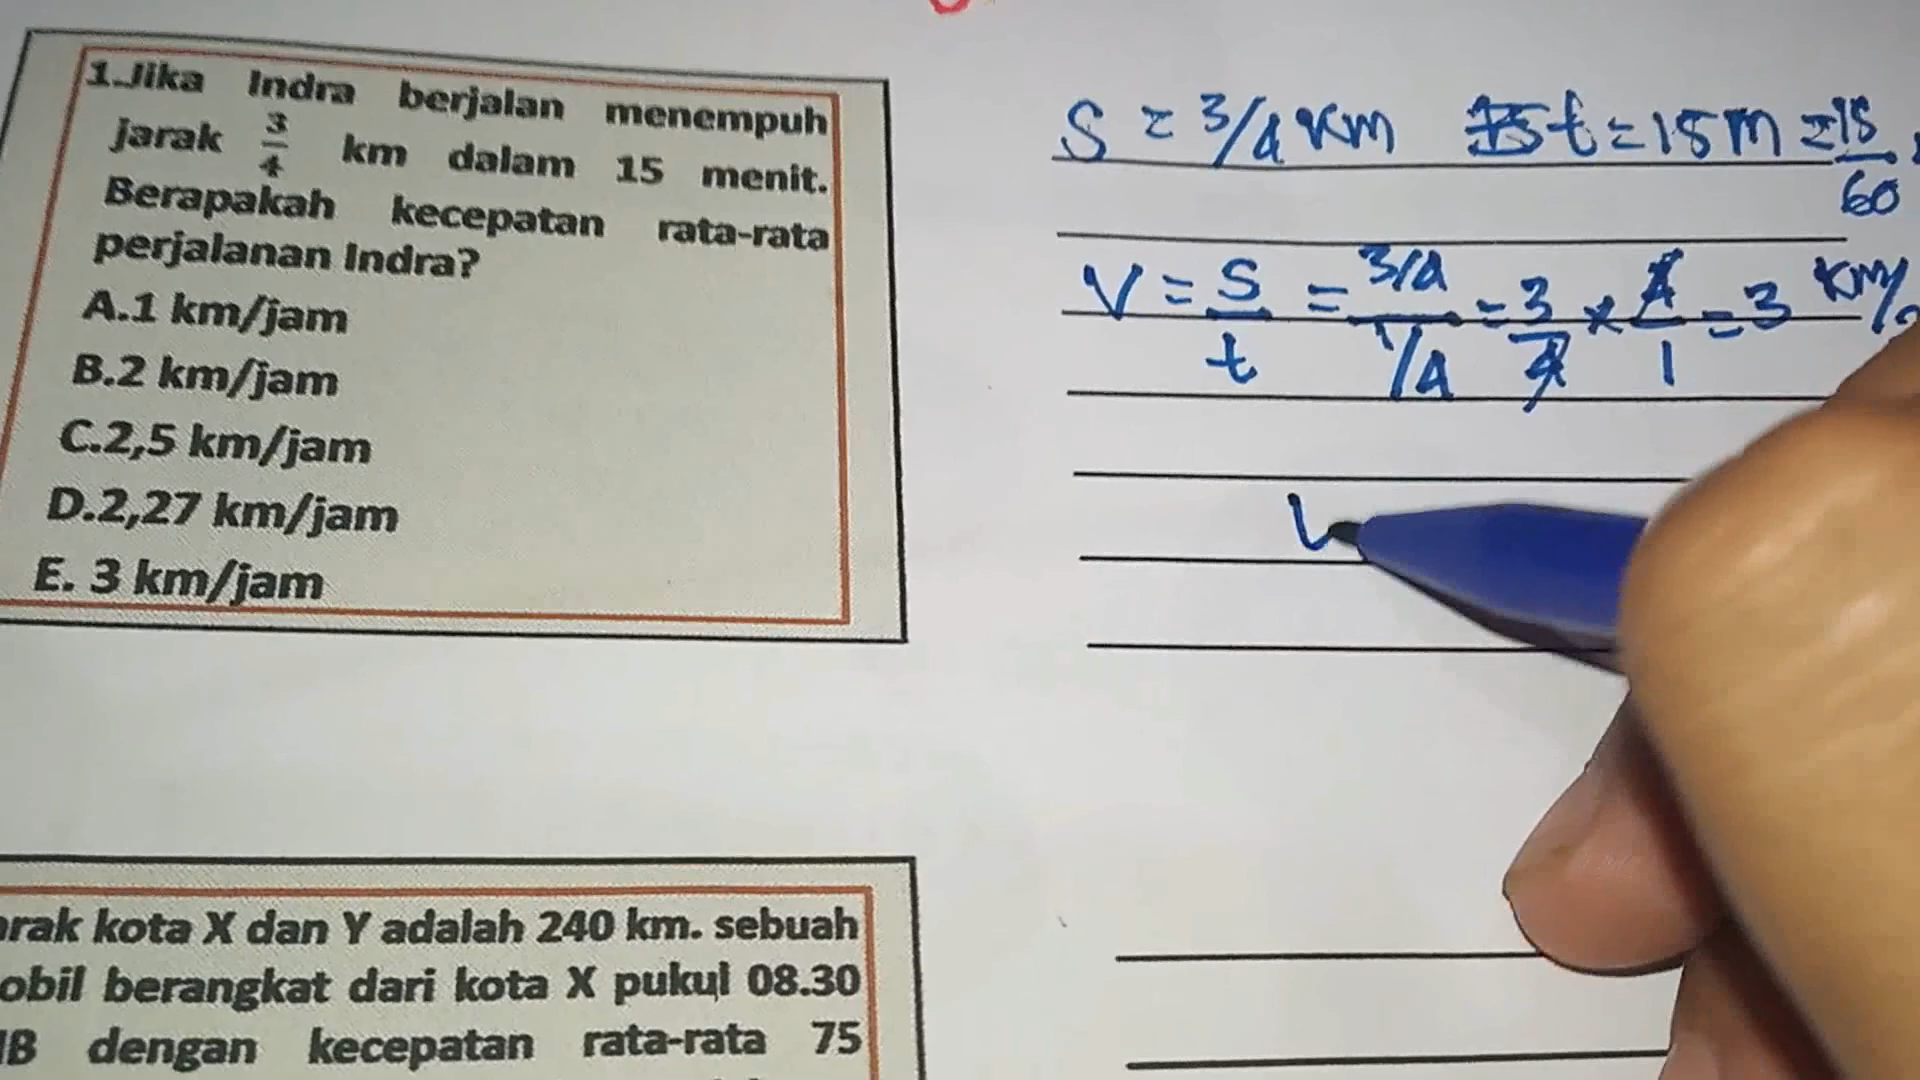 1.Jika Indra berjalan menempuh
jarak 3/4 km dalam 15 menit.
Berapakah kecepatan rata-rata
perjalanan Indra?
A.1 km/jam
B.2 km/jam
C.2,5 km/jam
D.2,27 km/jam
E. 3 km/jam
S = 3/4 km t = 15 m = 15/60
V = S/t = 3/4 / 1/4 = 3/4 * 4/1 = 3 km/
arak kota X dan Y adalah 240 km. sebuah
obil berangkat dari kota X pukul 08.30
IB dengan kecepatan rata-rata 75